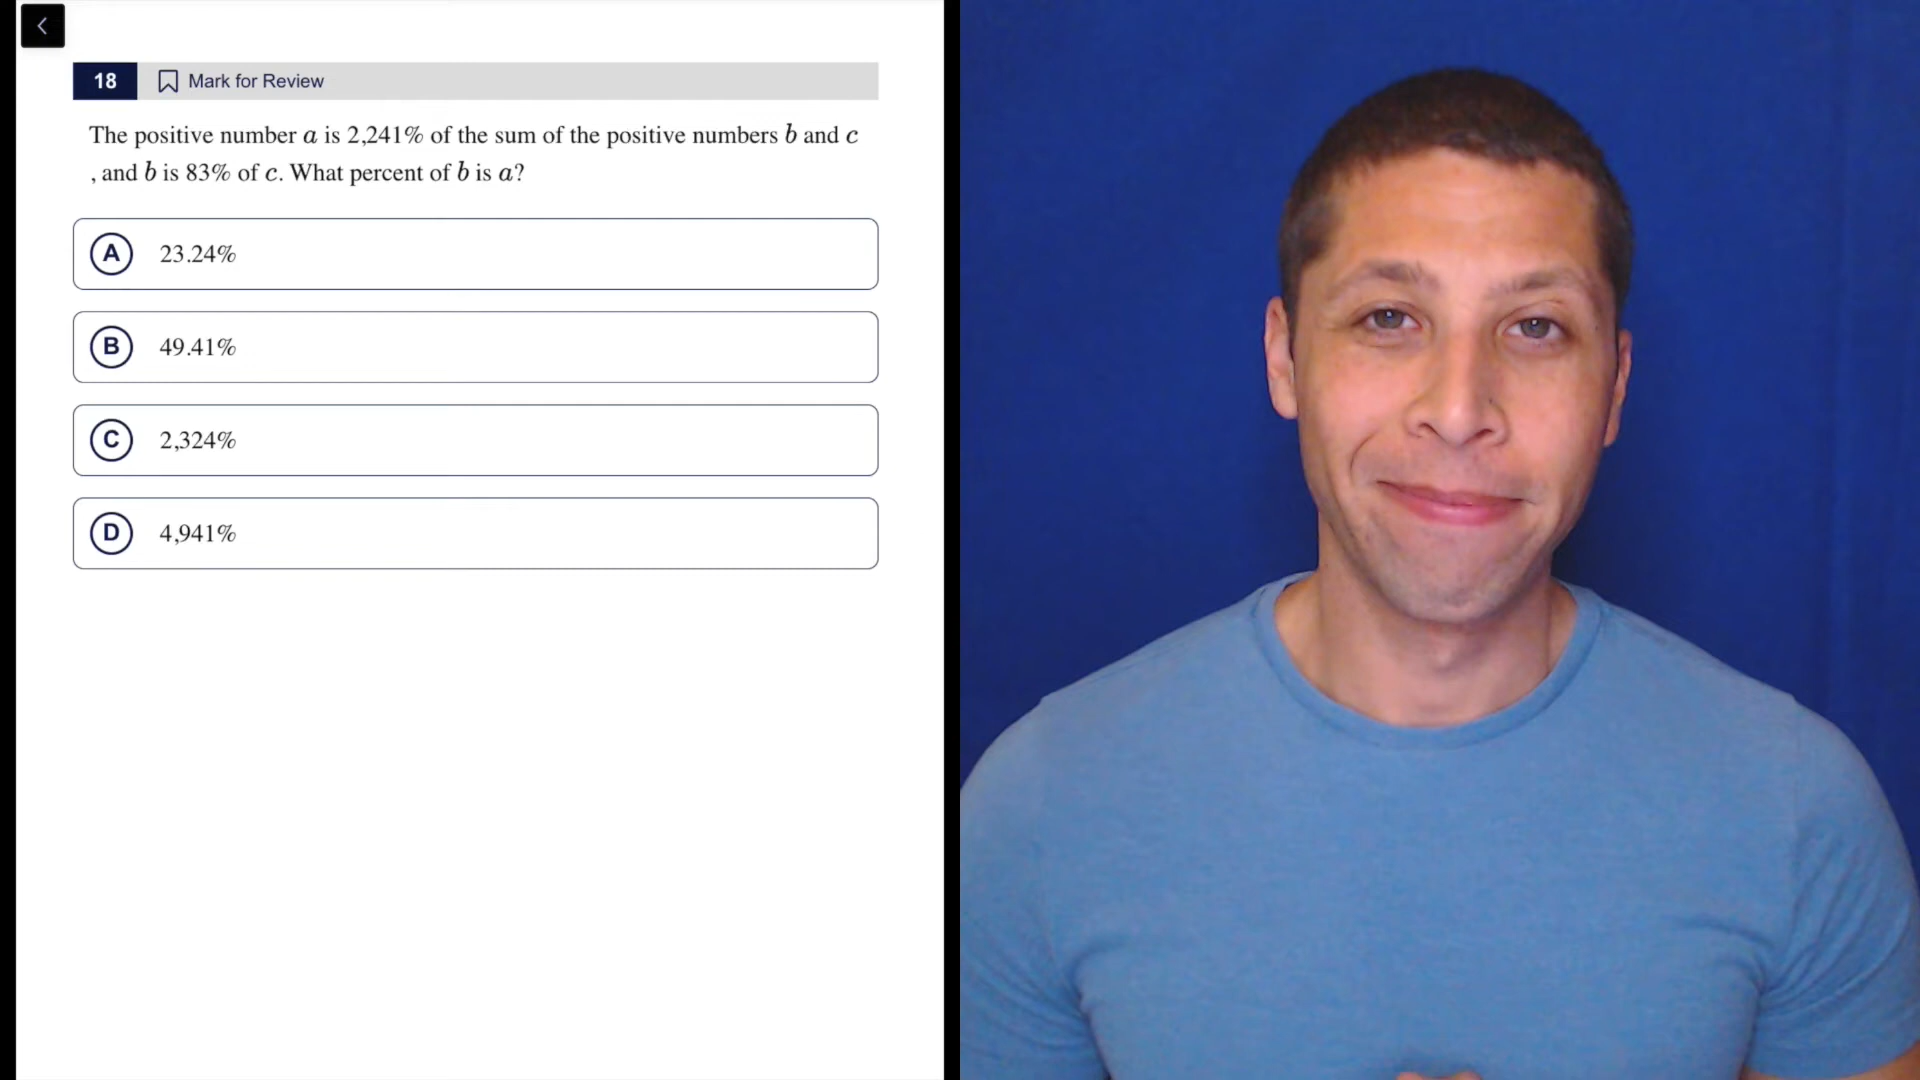 18 Mark for Review
The positive number a is 2,241% of the sum of the positive numbers b and c
, and b is 83% of c. What percent of b is a?
A 23.24%
B 49.41%
C 2,324%
D 4,941%